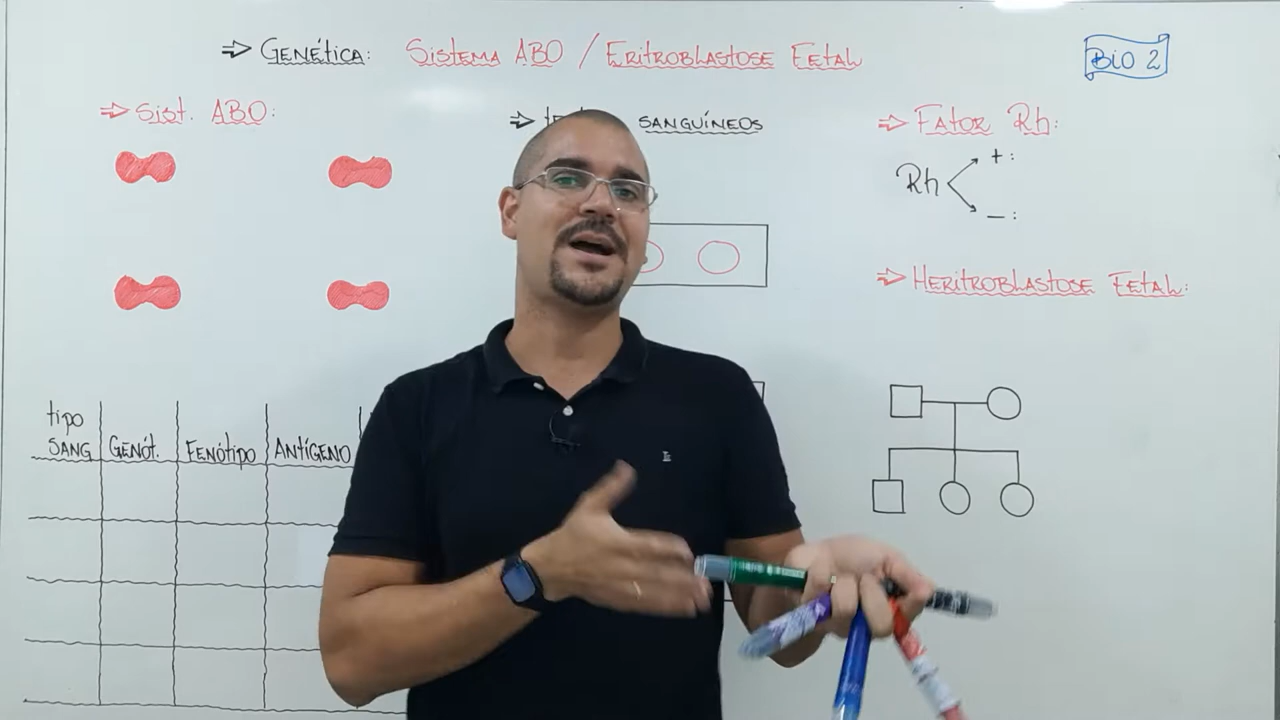 ⇒ GENÉTICA: SISTEMA ABO / ERITROBLASTOSE FETAL
BIO 2
⇒ SIST. ABO:
⇒ SANGUÍNEOS
⇒ FATOR Rh:
Rh + :
− :
⇒ HERITROBLASTOSE FETAL:
tipo
SANG GENÓT. FENÓTIPO ANTÍGENO